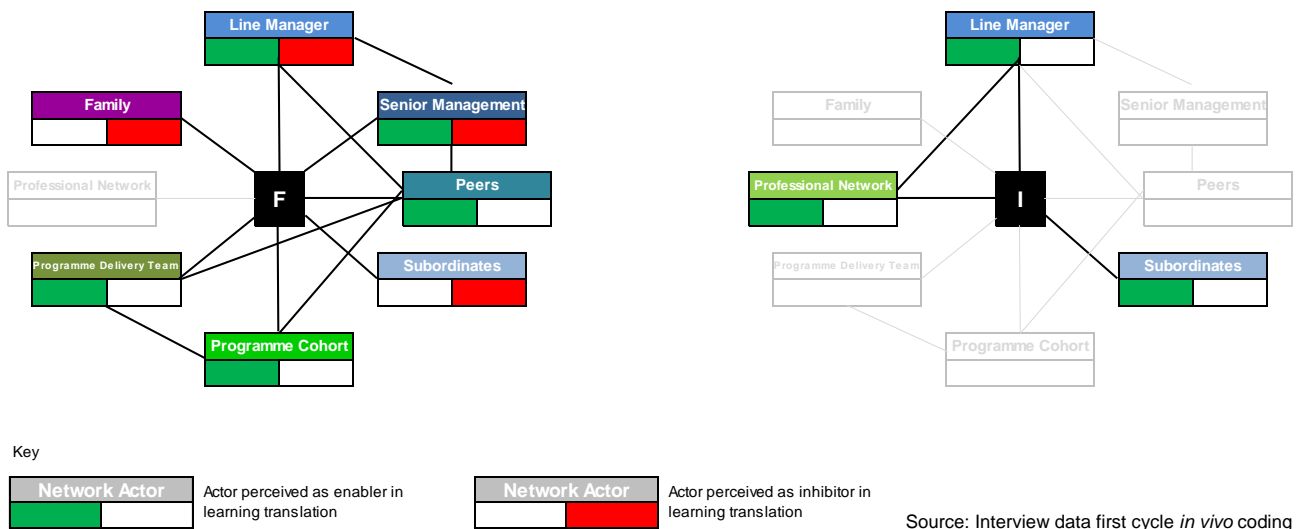 Line Manager
Family
Senior Management
Professional Network
F
Peers
Programme Delivery Team
Subordinates
Programme Cohort
Line Manager
Family
Senior Management
Professional Network
I
Peers
Programme Delivery Team
Subordinates
Programme Cohort
Key
Network Actor
Actor perceived as enabler in
learning translation
Network Actor
Actor perceived as inhibitor in
learning translation
Source: Interview data first cycle in vivo coding